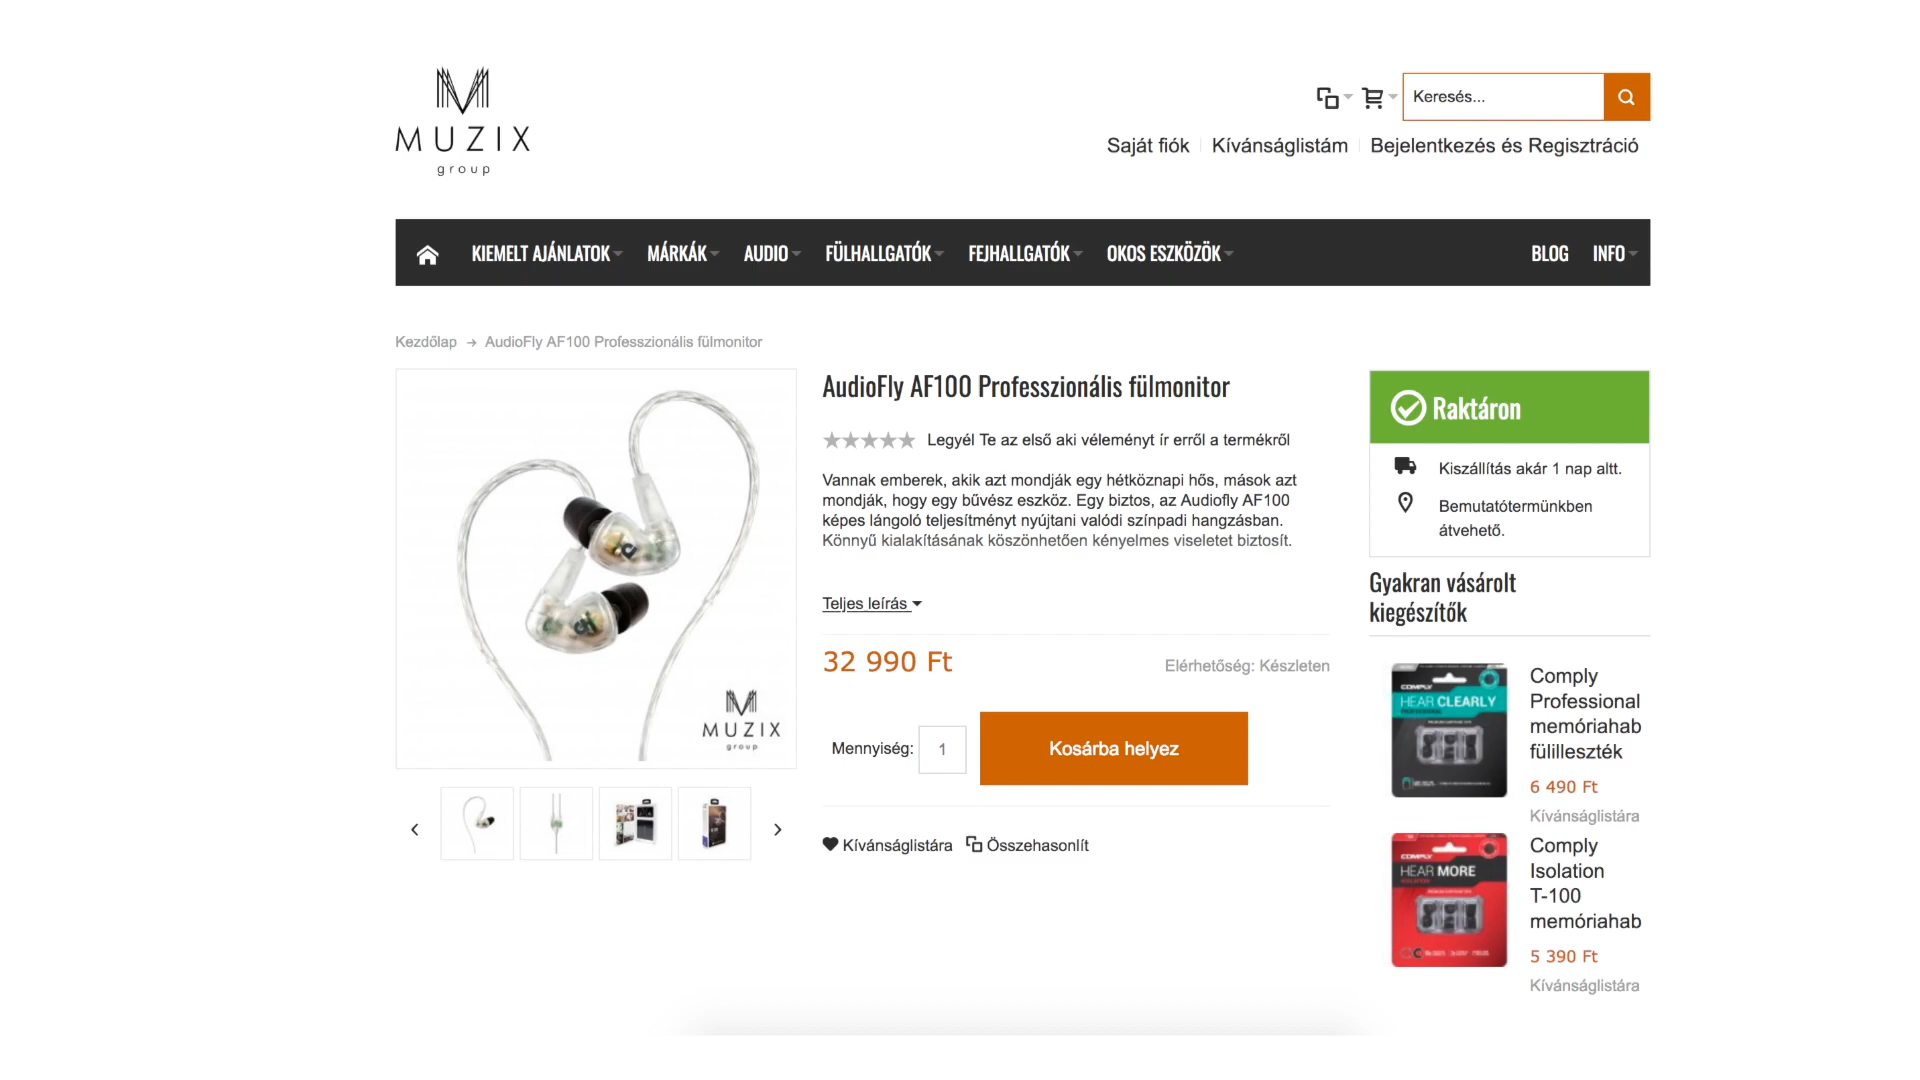 MUZIX
group
Keresés...
Saját fiók
Kívánságlistám
Bejelentkezés és Regisztráció
KIEMELT AJÁNLATOK
MÁRKÁK
AUDIO
FÜLHALLGATÓK
FEJHALLGATÓK
OKOS ESZKÖZÖK
BLOG
INFO
Kezdőlap → AudioFly AF100 Professzionális fülmonitor
MUZIX
group
AudioFly AF100 Professzionális fülmonitor
Legyél Te az első aki véleményt ír erről a termékről
Vannak emberek, akik azt mondják egy hétköznapi hős, mások azt
mondják, hogy egy bűvész eszköz. Egy biztos, az Audiofly AF100
képes lángoló teljesítményt nyújtani valódi színpadi hangzásban.
Könnyű kialakításának köszönhetően kényelmes viseletet biztosít.
Teljes leírás
32 990 Ft
Elérhetőség: Készleten
Mennyiség: 1
Kosárba helyez
Kívánságlistára
Összehasonlít
Raktáron
Kiszállítás akár 1 nap altt.
Bemutatótermünkben
átvehető.
Gyakran vásárolt
kiegészítők
COMPLY
HEAR CLEARLY
Comply
Professional
memóriahab
fülilleszték
6 490 Ft
Kívánságlistára
COMPLY
HEAR MORE
Comply
Isolation
T-100
memóriahab
5 390 Ft
Kívánságlistára